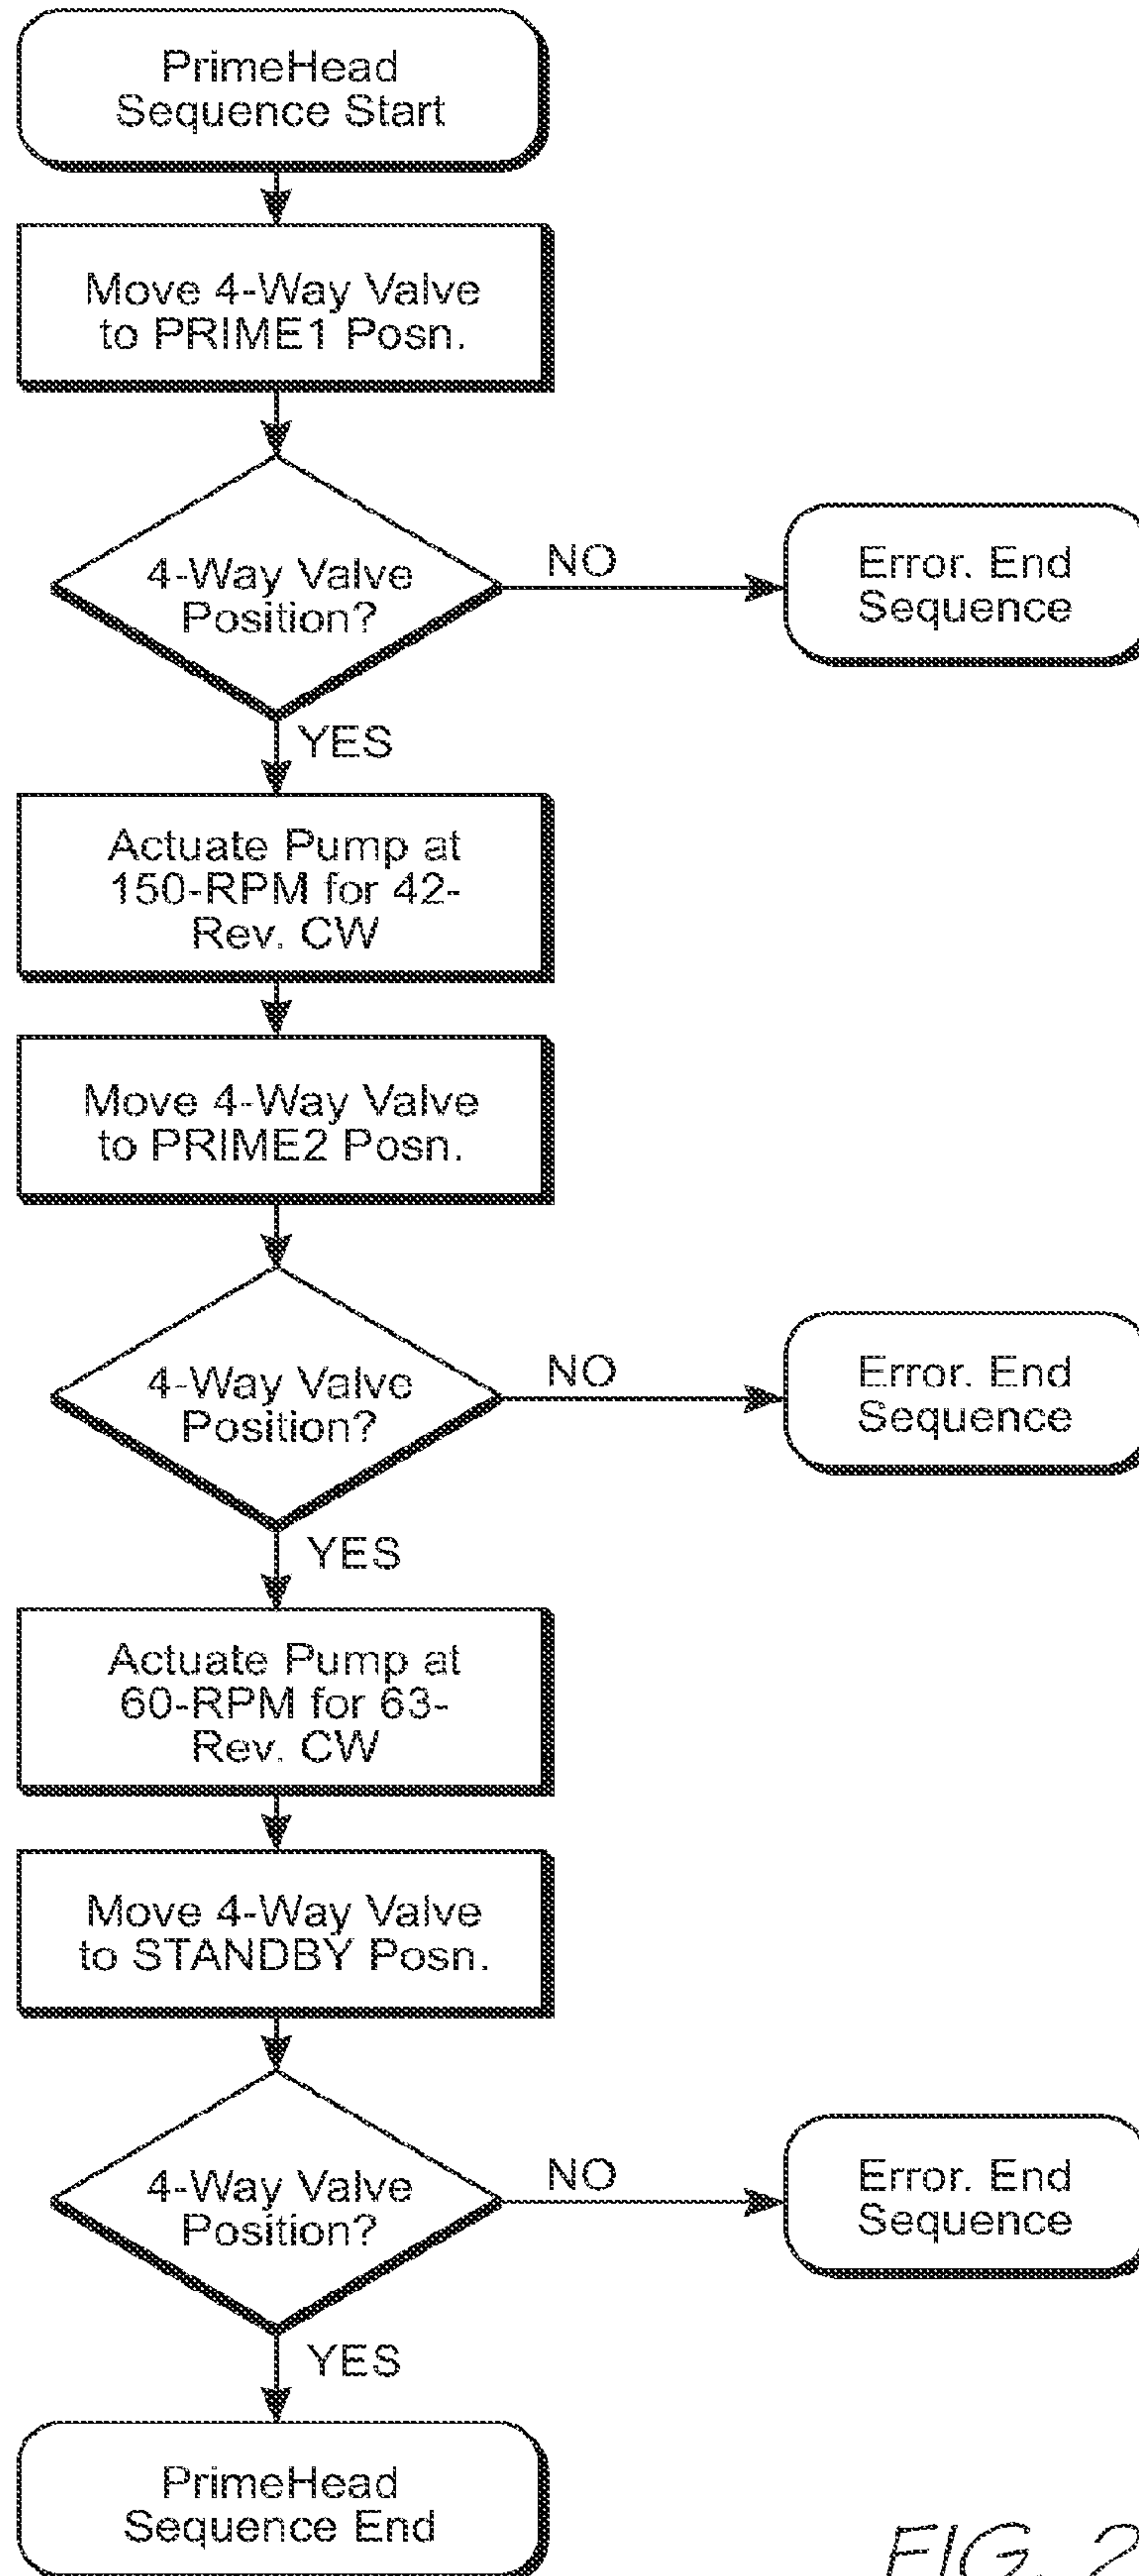 PrimeHead
Sequence Start
Move 4-Way Valve
to PRIME1 Posn.
4-Way Valve
Position?
NO
Error. End
Sequence
YES
Actuate Pump at
150-RPM for 42-
Rev. CW
Move 4-Way Valve
to PRIME2 Posn.
4-Way Valve
Position?
NO
Error. End
Sequence
YES
Actuate Pump at
60-RPM for 63-
Rev. CW
Move 4-Way Valve
to STANDBY Posn.
4-Way Valve
Position?
NO
Error. End
Sequence
YES
PrimeHead
Sequence End
FIG. 2